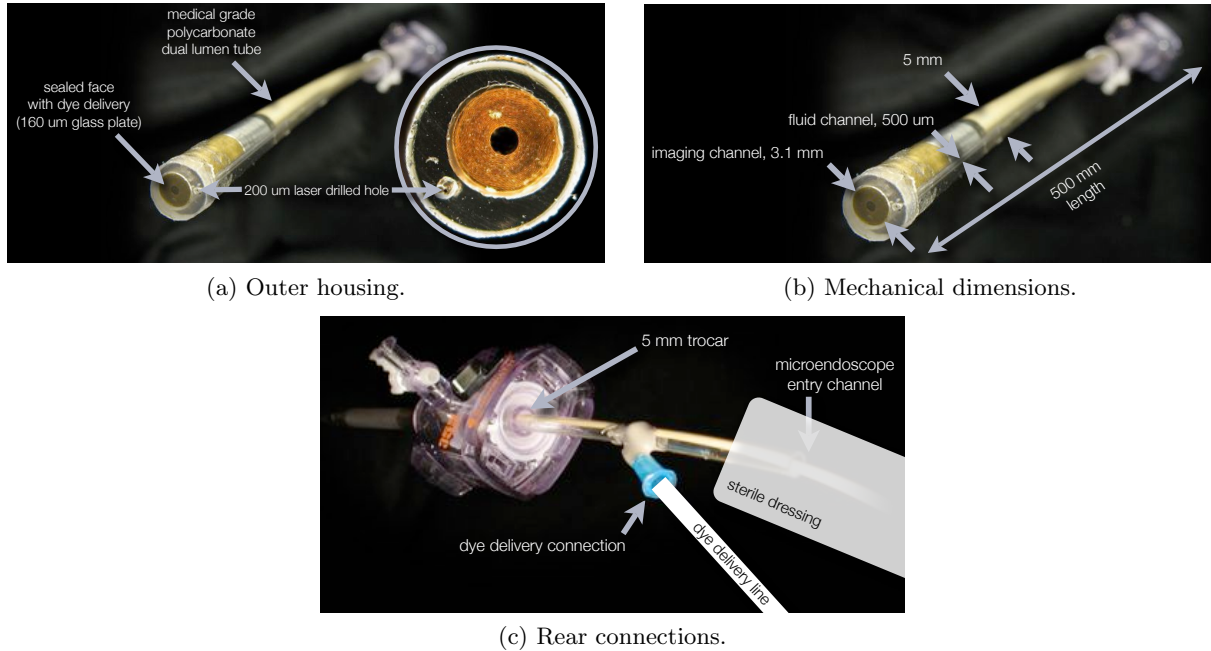 medical grade
polycarbonate
dual lumen tube
sealed face
with dye delivery
(160 um glass plate)
200 um laser drilled hole
(a) Outer housing.
5 mm
fluid channel, 500 um
imaging channel, 3.1 mm
500 mm
length
(b) Mechanical dimensions.
5 mm trocar
microendoscope
entry channel
sterile dressing
dye delivery connection
dye delivery line
(c) Rear connections.